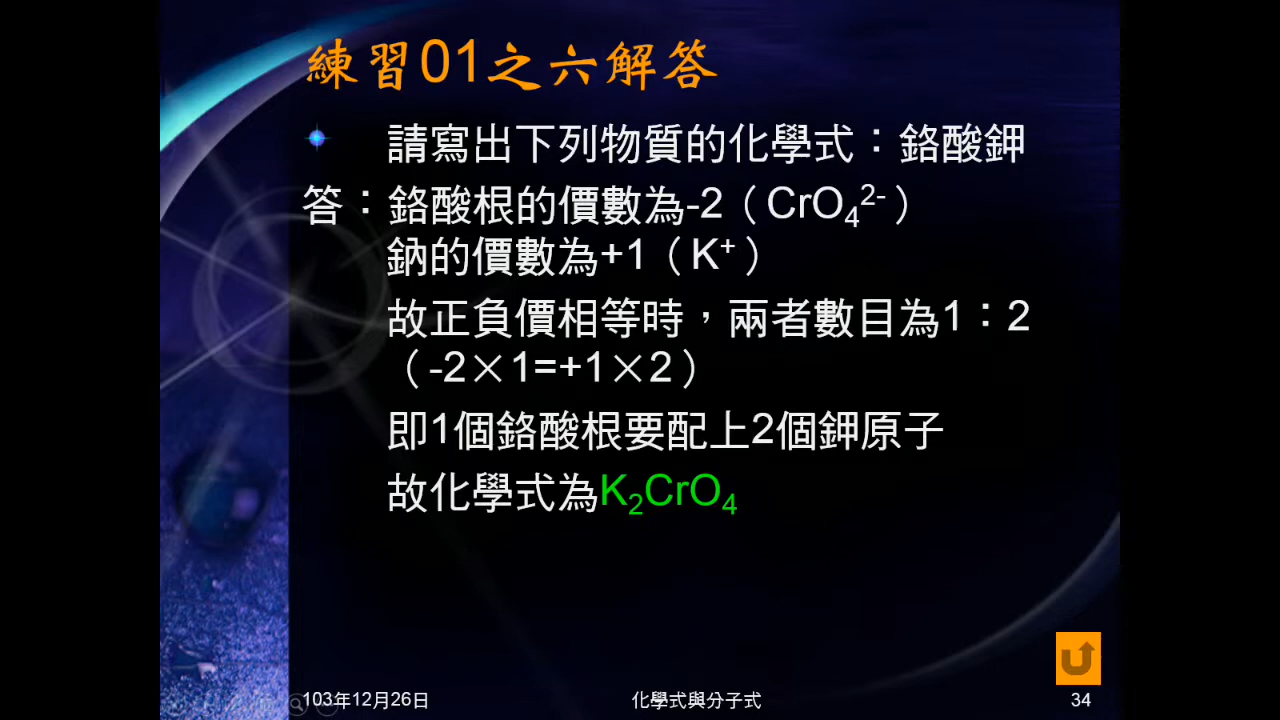 練習01之六解答
請寫出下列物質的化學式：鉻酸鉀
答：鉻酸根的價數為-2（CrO₄²⁻）
鈉的價數為+1（K⁺）
故正負價相等時，兩者數目為1：2
（-2×1=+1×2）
即1個鉻酸根要配上2個鉀原子
故化學式為K₂CrO₄
103年12月26日
化學式與分子式
34